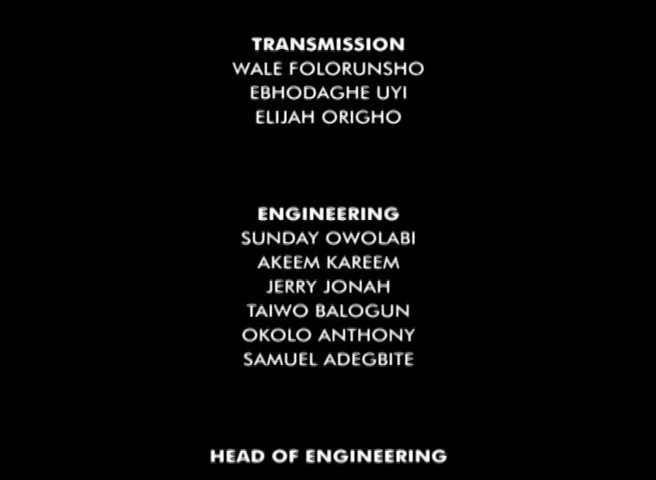 TRANSMISSION
WALE FOLORUNSHO
EBHODAGHE UYI
ELIJAH ORIGHO
ENGINEERING
SUNDAY OWOLABI
AKEEM KAREEM
JERRY JONAH
TAIWO BALOGUN
OKOLO ANTHONY
SAMUEL ADEGBITE
HEAD OF ENGINEERING